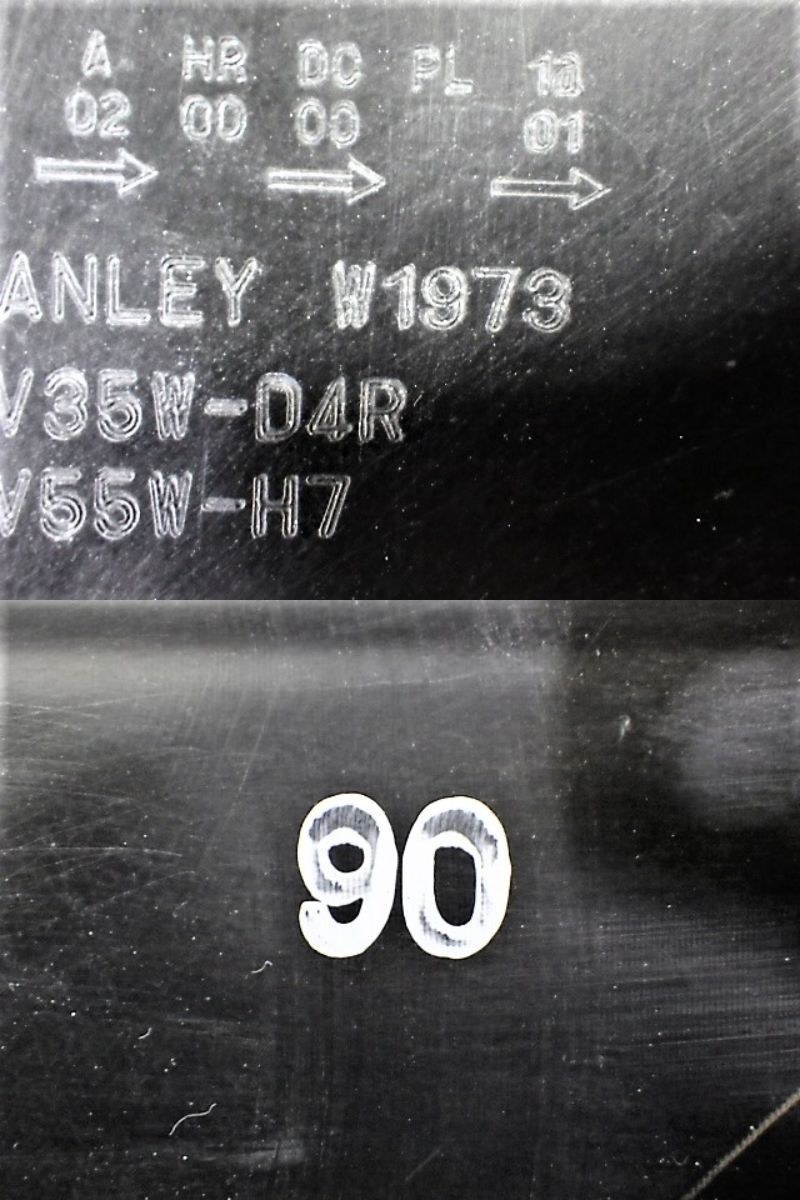 A HR DC PL 1a
02 00 00 01
ANLEY W1973
V35W-D4R
V55W-H7
90